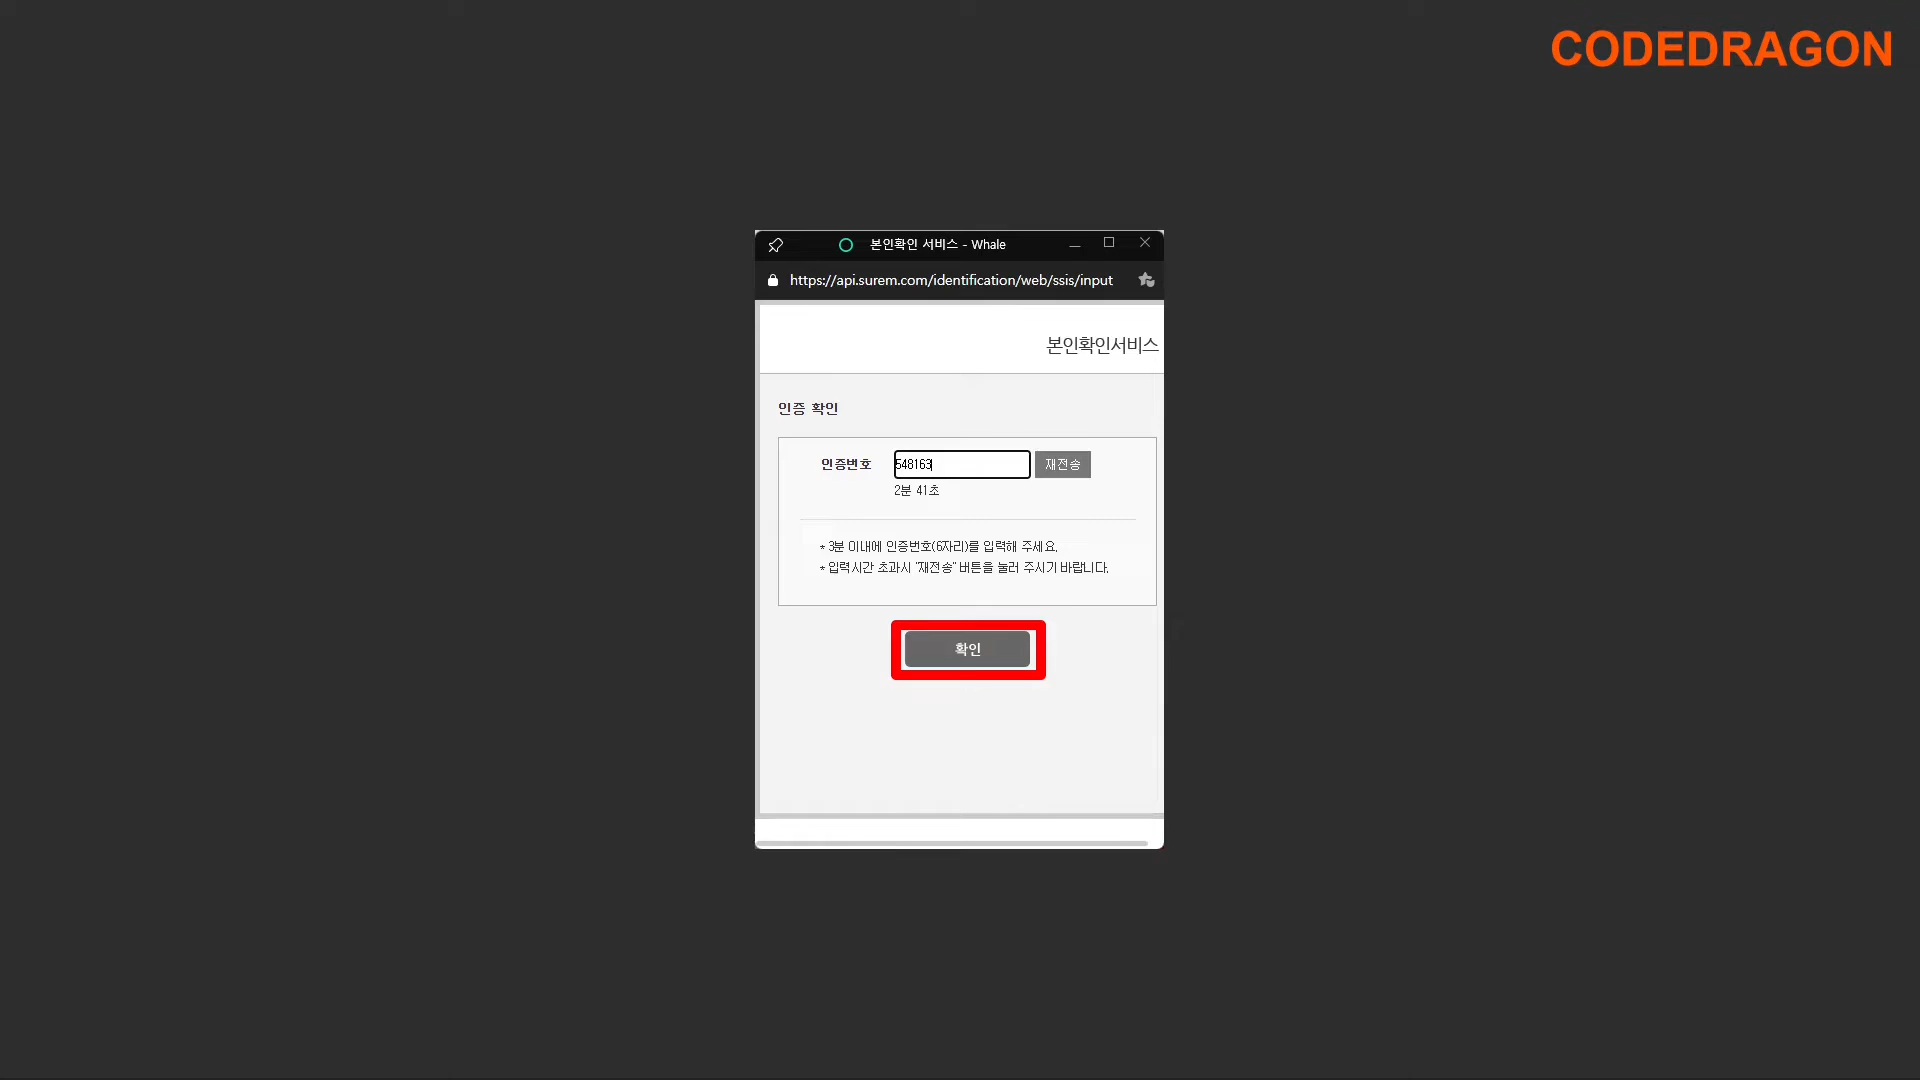 CODEDRAGON
본인확인 서비스 - Whale
https://api.surem.com/identification/web/ssis/input
본인확인서비스
인증 확인
인증번호 548163 재전송
2분 41초
* 3분 이내에 인증번호(6자리)를 입력해 주세요.
* 입력시간 초과시 "재전송" 버튼을 눌러 주시기 바랍니다.
확인